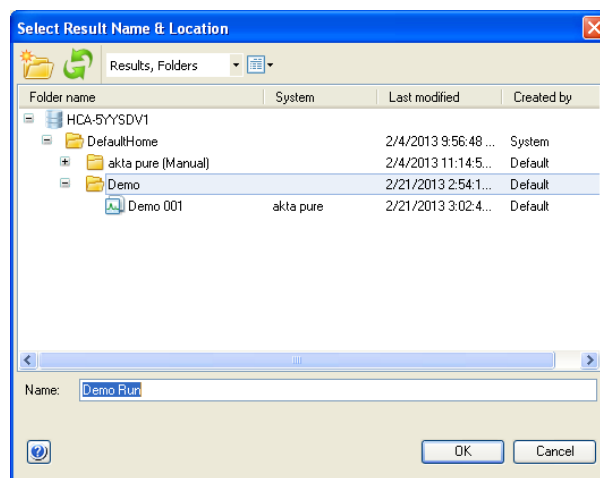 Select Result Name & Location
Results, Folders
Folder name System Last modified Created by
HCA-5YYSDV1
DefaultHome 2/4/2013 9:56:48 ... System
akta pure (Manual) 2/4/2013 11:14:5... Default
Demo 2/21/2013 2:54:1... Default
Demo 001 akta pure 2/21/2013 3:02:4... Default
Name: Demo Run
OK Cancel